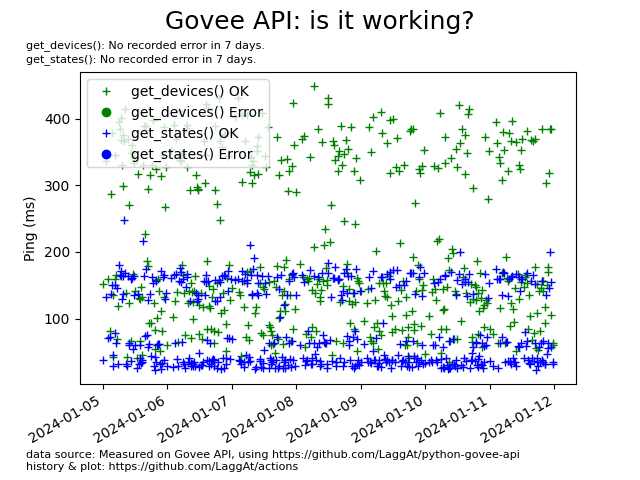 Govee API: is it working?
get_devices(): No recorded error in 7 days.
get_states(): No recorded error in 7 days.
get_devices() OK
get_devices() Error
get_states() OK
get_states() Error
Ping (ms)
400
300
200
100
2024-01-05
2024-01-06
2024-01-07
2024-01-08
2024-01-09
2024-01-10
2024-01-11
2024-01-12
data source: Measured on Govee API, using https://github.com/LaggAt/python-govee-api
history & plot: https://github.com/LaggAt/actions